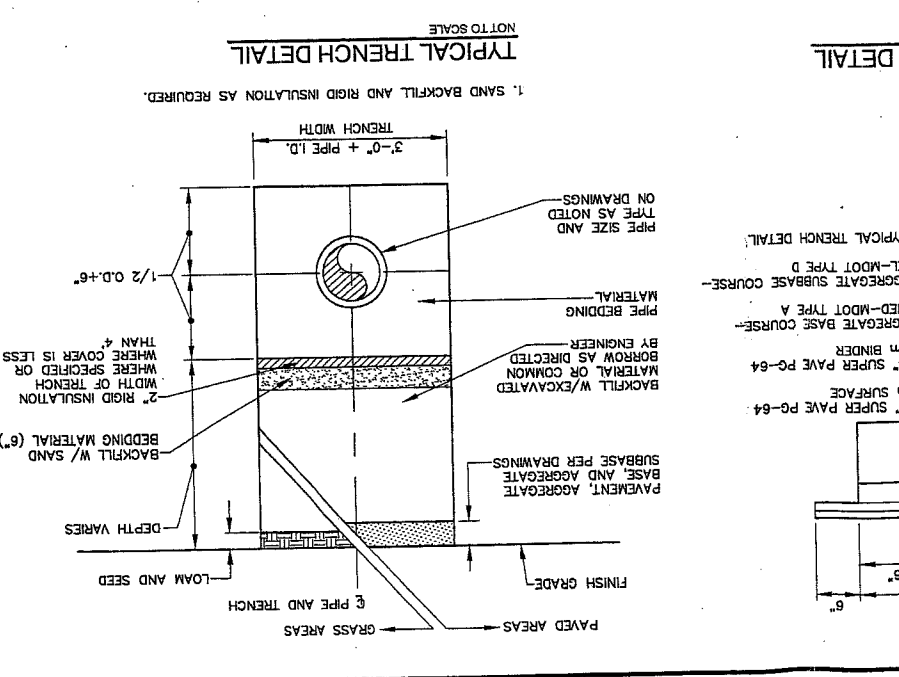 6"
6"
" SUPER PAVE PG-64
SURFACE
" SUPER PAVE PG-64
BINDER
AGGREGATE BASE COURSE-
-MDOT TYPE A
AGGREGATE SUBBASE COURSE-
-MDOT TYPE D
TYPICAL TRENCH DETAIL
DETAIL
PAVED AREAS
GRASS AREAS
℄ PIPE AND TRENCH
FINISH GRADE
LOAM AND SEED
PAVEMENT, AGGREGATE
BASE, AND AGGREGATE
SUBBASE PER DRAWINGS
DEPTH VARIES
BACKFILL W/EXCAVATED
MATERIAL OR COMMON
BORROW AS DIRECTED
BY ENGINEER
BACKFILL W/ SAND
BEDDING MATERIAL (6")
2" RIGID INSULATION
WIDTH OF TRENCH
WHERE SPECIFIED OR
WHERE COVER IS LESS
THAN 4'
PIPE BEDDING
MATERIAL
1/2 O.D.+6"
PIPE SIZE AND
TYPE AS NOTED
ON DRAWINGS
3'-0" + PIPE I.D.
TRENCH WIDTH
1. SAND BACKFILL AND RIGID INSULATION AS REQUIRED.
TYPICAL TRENCH DETAIL
NOT TO SCALE